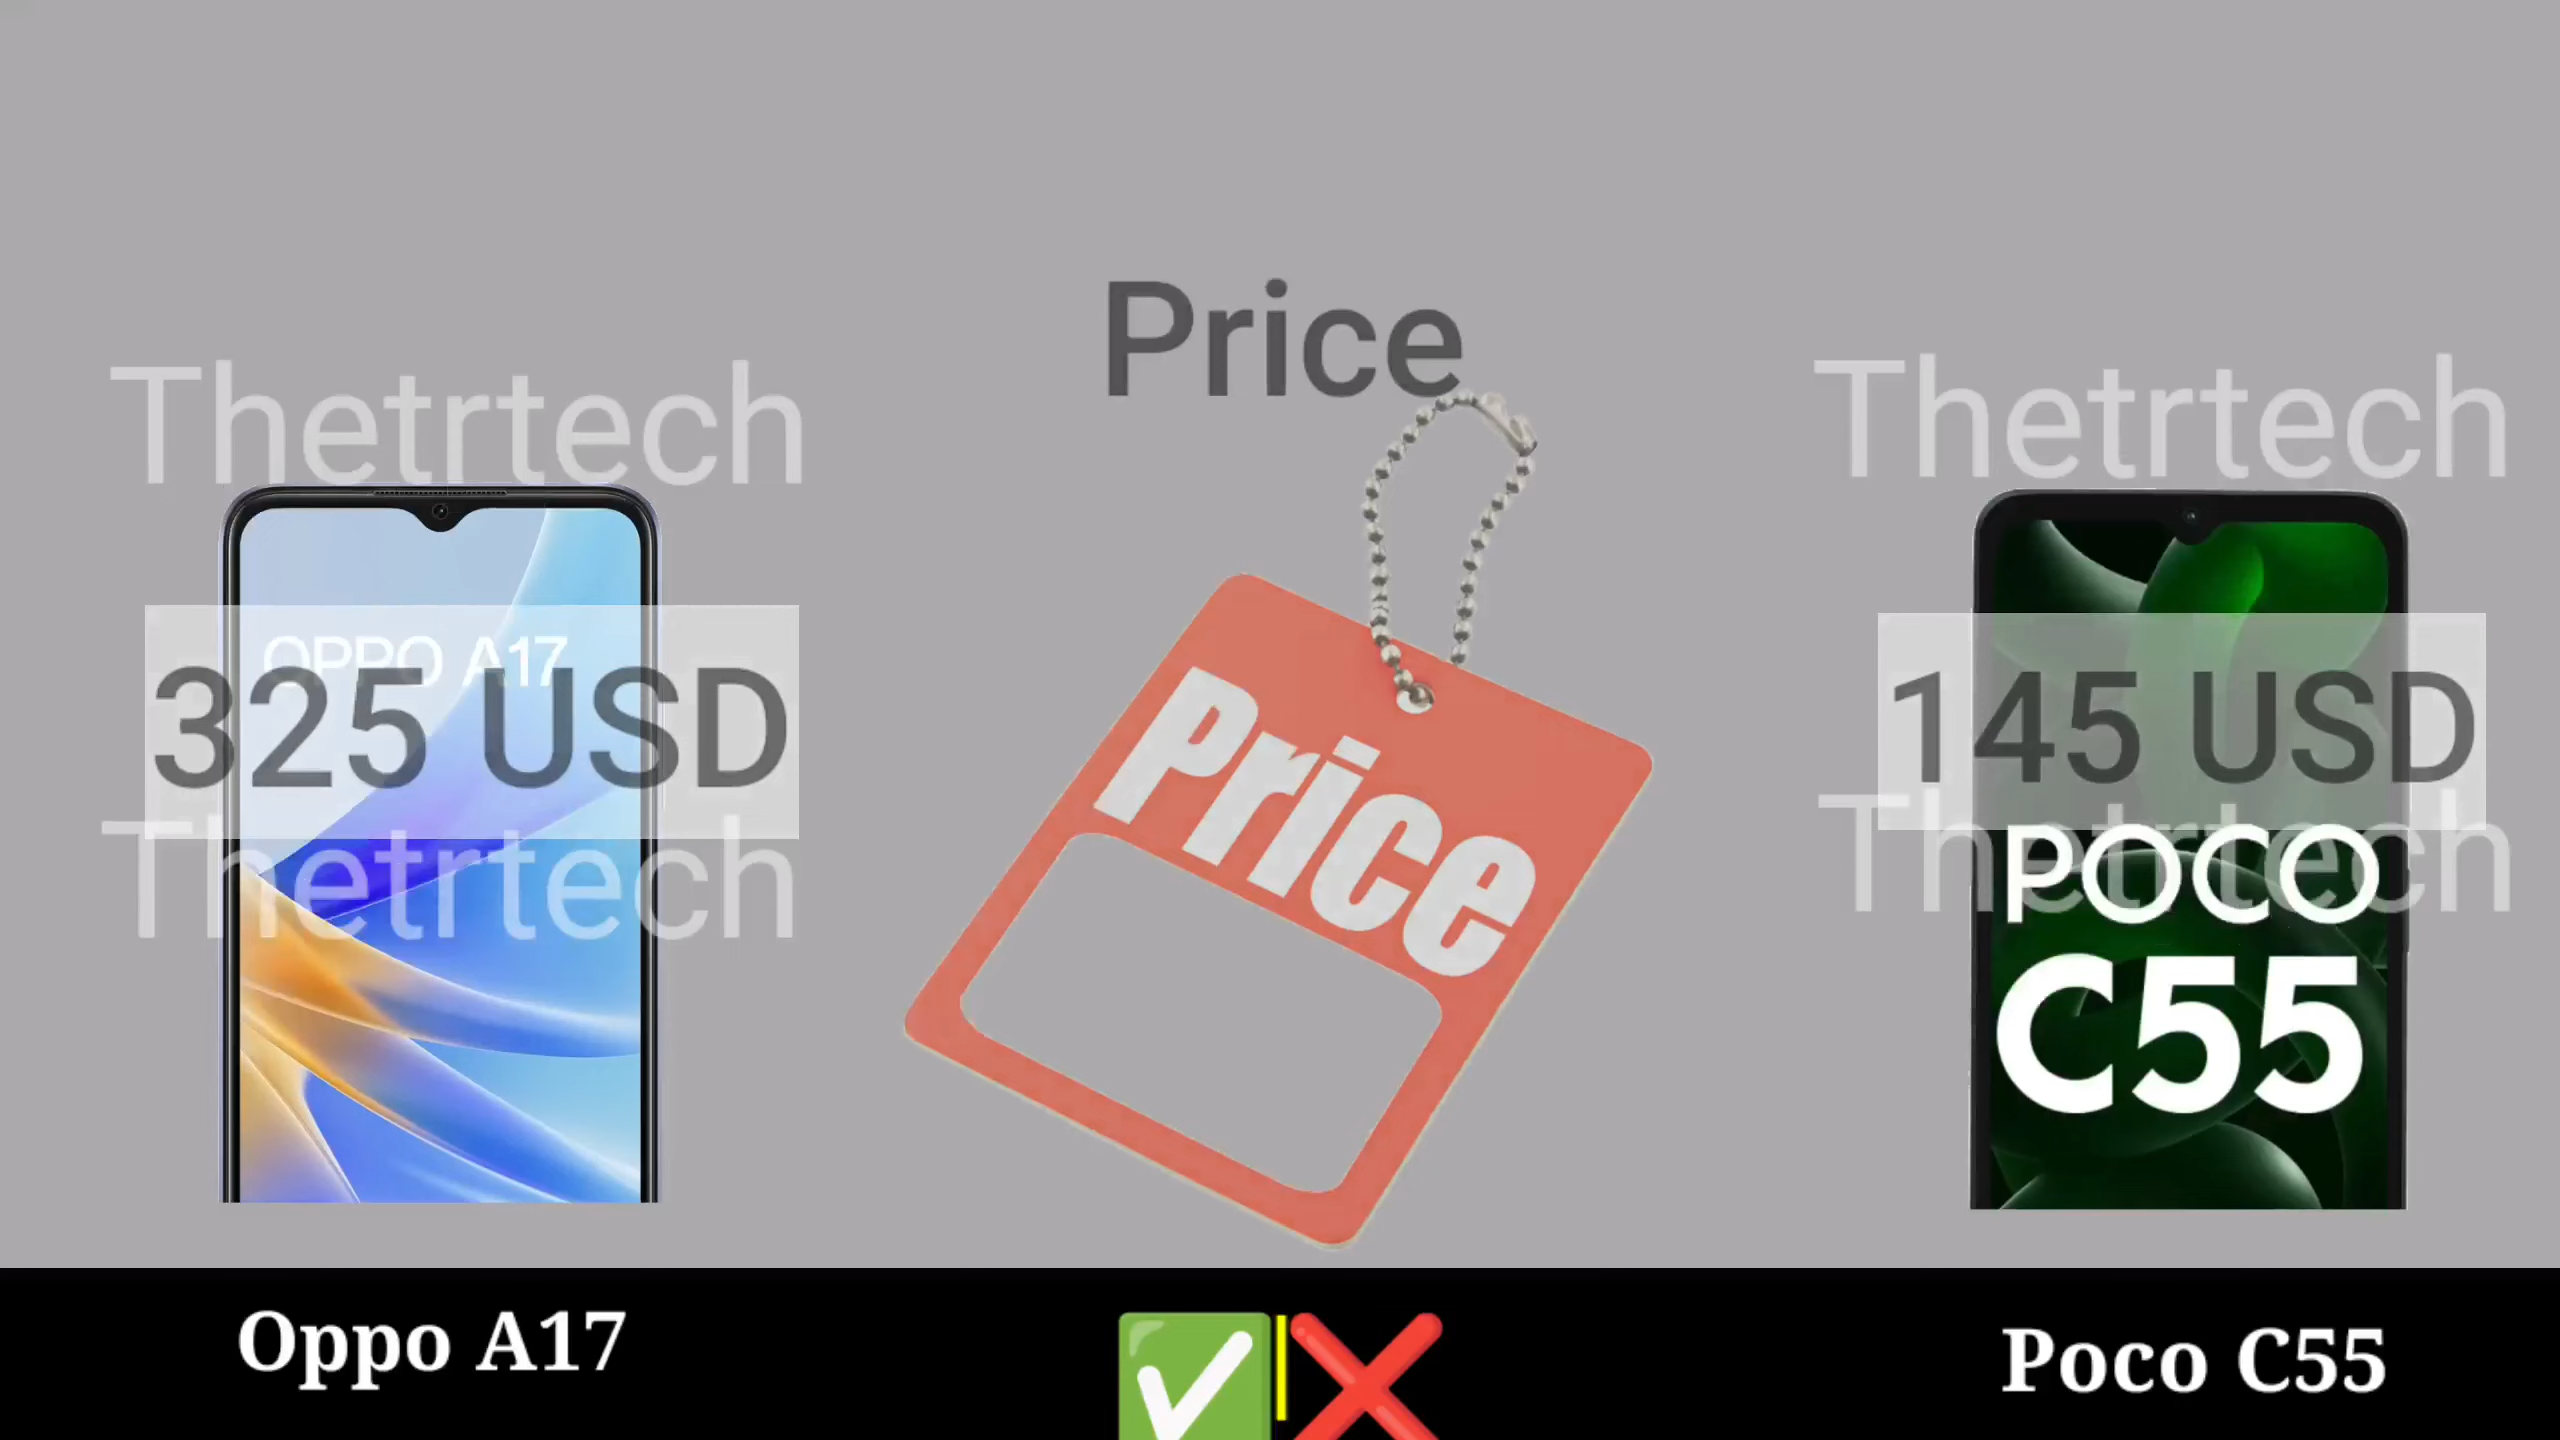 Price
Thetrtech
Thetrtech
OPPO A17
325 USD
Price
145 USD
Thetrtech
Thetrtech
POCO
C55
Oppo A17
Poco C55